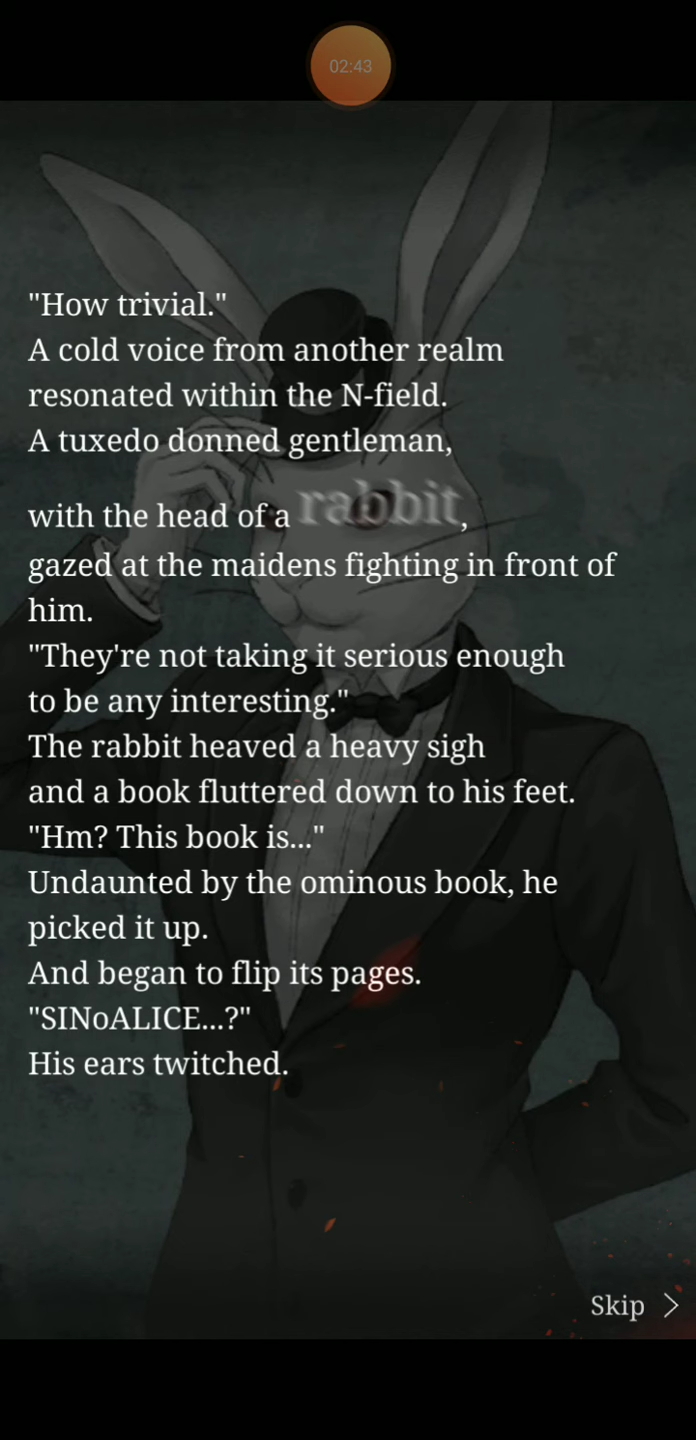 02:43
"How trivial."
A cold voice from another realm
resonated within the N-field.
A tuxedo donned gentleman,
with the head of a rabbit,
gazed at the maidens fighting in front of
him.
"They're not taking it serious enough
to be any interesting."
The rabbit heaved a heavy sigh
and a book fluttered down to his feet.
"Hm? This book is..."
Undaunted by the ominous book, he
picked it up.
And began to flip its pages.
"SINoALICE...?"
His ears twitched.
Skip